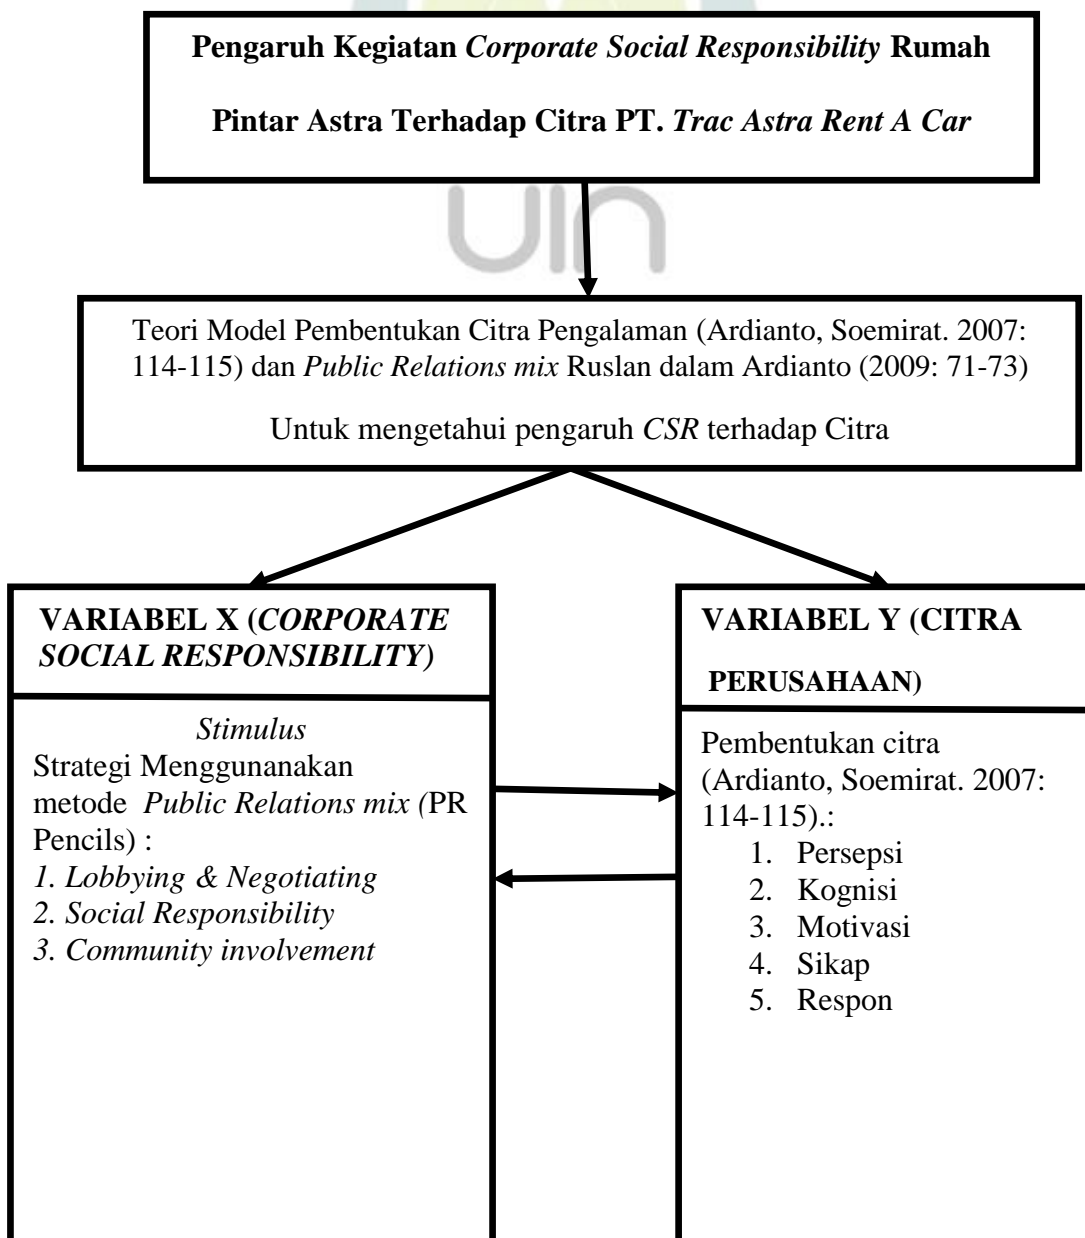 Pengaruh Kegiatan Corporate Social Responsibility Rumah
Pintar Astra Terhadap Citra PT. Trac Astra Rent A Car
uin
Teori Model Pembentukan Citra Pengalaman (Ardianto, Soemirat. 2007:
114-115) dan Public Relations mix Ruslan dalam Ardianto (2009: 71-73)
Untuk mengetahui pengaruh CSR terhadap Citra
VARIABEL X (CORPORATE
SOCIAL RESPONSIBILITY)
Stimulus
Strategi Menggunanakan
metode Public Relations mix (PR
Pencils) :
1. Lobbying & Negotiating
2. Social Responsibility
3. Community involvement
VARIABEL Y (CITRA
PERUSAHAAN)
Pembentukan citra
(Ardianto, Soemirat. 2007:
114-115).:
1. Persepsi
2. Kognisi
3. Motivasi
4. Sikap
5. Respon